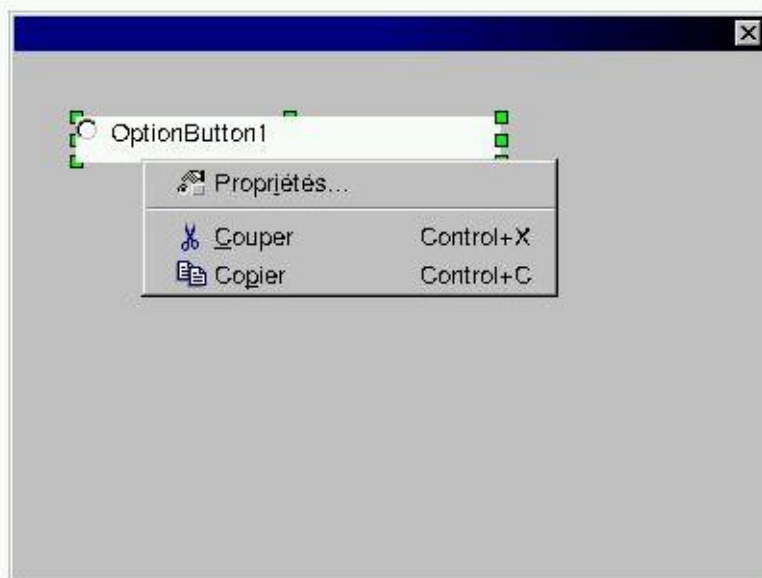 OptionButton1
Propriétés...
Couper Control+X
Copier Control+C